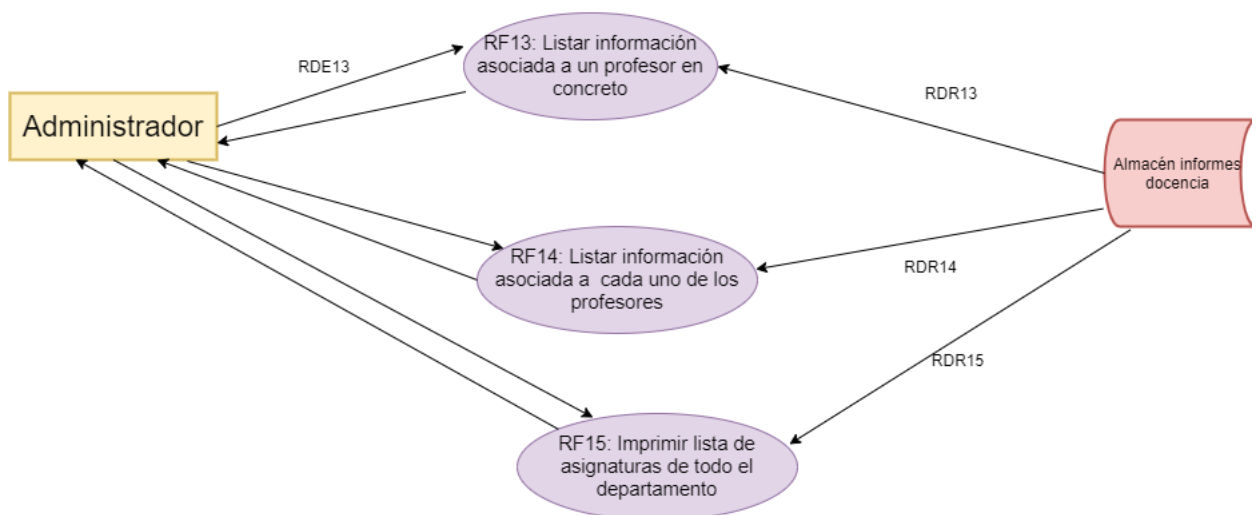 RF13: Listar información
asociada a un profesor en
concreto
RDE13
RDR13
Administrador
Almacén informes
docencia
RF14: Listar información
asociada a cada uno de los
profesores
RDR14
RDR15
RF15: Imprimir lista de
asignaturas de todo el
departamento